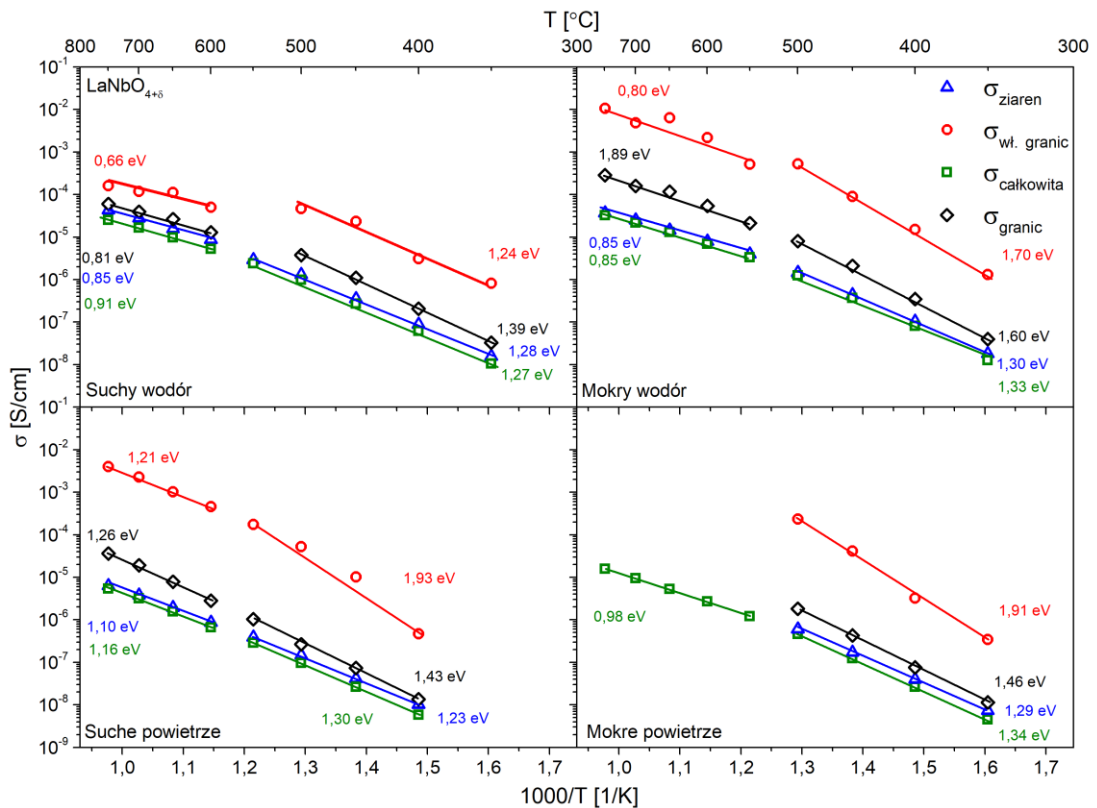 T [°C]
800 700 600 500 400 300 700 600 500 400 300
10⁻¹
10⁻²
10⁻³
10⁻⁴
10⁻⁵
10⁻⁶
10⁻⁷
10⁻⁸
10⁻¹
10⁻²
10⁻³
10⁻⁴
10⁻⁵
10⁻⁶
10⁻⁷
10⁻⁸
10⁻⁹
σ [S/cm]
LaNbO₄₊δ
0,66 eV
0,81 eV
0,85 eV
0,91 eV
1,24 eV
1,39 eV
1,28 eV
1,27 eV
Suchy wodór
0,80 eV
1,89 eV
0,85 eV
0,85 eV
σziaren
σwł. granic
σcałkowita
σgranic
1,70 eV
1,60 eV
1,30 eV
1,33 eV
Mokry wodór
1,21 eV
1,26 eV
1,10 eV
1,16 eV
1,93 eV
1,43 eV
1,30 eV
1,23 eV
Suche powietrze
0,98 eV
1,91 eV
1,46 eV
1,29 eV
1,34 eV
Mokre powietrze
1,0 1,1 1,2 1,3 1,4 1,5 1,6 1,7 1,0 1,1 1,2 1,3 1,4 1,5 1,6 1,7
1000/T [1/K]